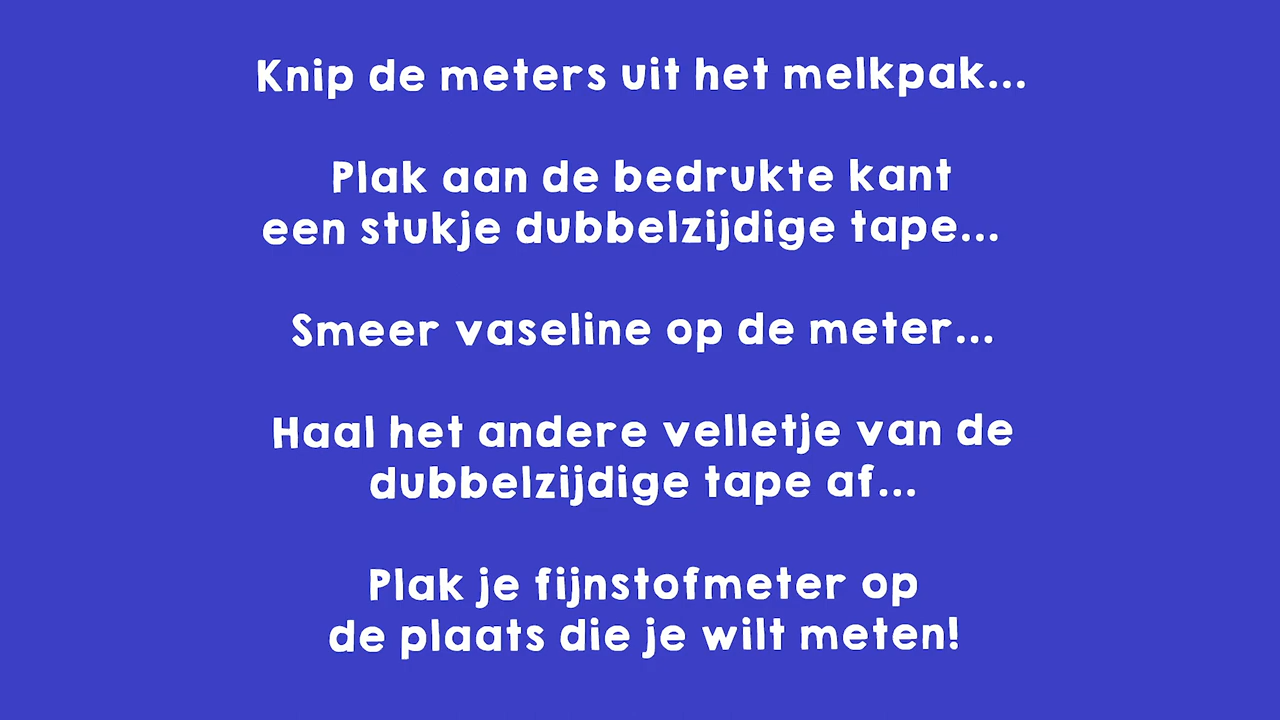 Knip de meters uit het melkpak...
Plak aan de bedrukte kant
een stukje dubbelzijdige tape...
Smeer vaseline op de meter...
Haal het andere velletje van de
dubbelzijdige tape af...
Plak je fijnstofmeter op
de plaats die je wilt meten!